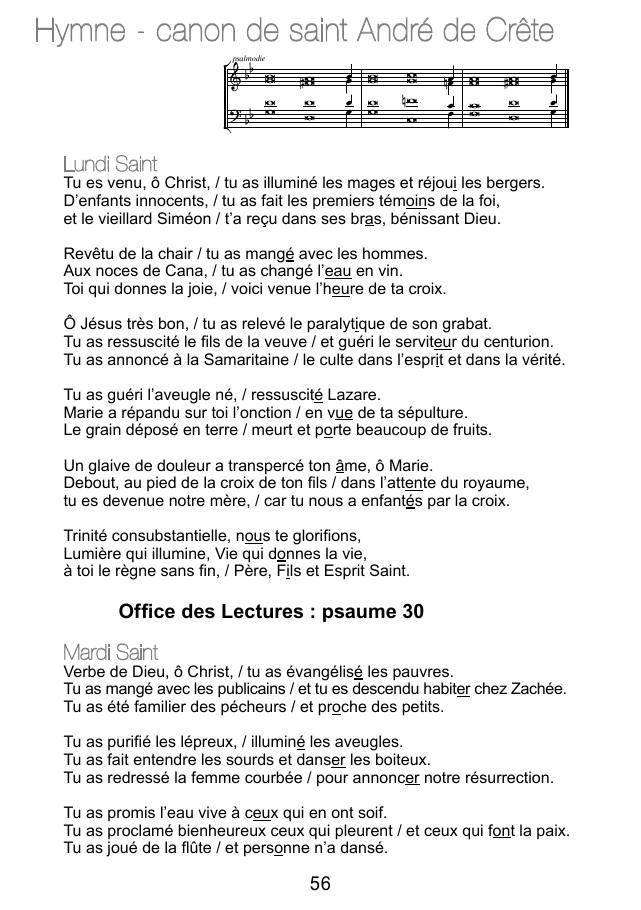 Hymne - canon de saint André de Crête
psalmodie
Lundi Saint
Tu es venu, ô Christ, / tu as illuminé les mages et réjoui les bergers.
D’enfants innocents, / tu as fait les premiers témoins de la foi,
et le vieillard Siméon / t’a reçu dans ses bras, bénissant Dieu.
Revêtu de la chair / tu as mangé avec les hommes.
Aux noces de Cana, / tu as changé l’eau en vin.
Toi qui donnes la joie, / voici venue l’heure de ta croix.
Ô Jésus très bon, / tu as relevé le paralytique de son grabat.
Tu as ressuscité le fils de la veuve / et guéri le serviteur du centurion.
Tu as annoncé à la Samaritaine / le culte dans l’esprit et dans la vérité.
Tu as guéri l’aveugle né, / ressuscité Lazare.
Marie a répandu sur toi l’onction / en vue de ta sépulture.
Le grain déposé en terre / meurt et porte beaucoup de fruits.
Un glaive de douleur a transpercé ton âme, ô Marie.
Debout, au pied de la croix de ton fils / dans l’attente du royaume,
tu es devenue notre mère, / car tu nous a enfantés par la croix.
Trinité consubstantielle, nous te glorifions,
Lumière qui illumine, Vie qui donnes la vie,
à toi le règne sans fin, / Père, Fils et Esprit Saint.
Office des Lectures : psaume 30
Mardi Saint
Verbe de Dieu, ô Christ, / tu as évangélisé les pauvres.
Tu as mangé avec les publicains / et tu es descendu habiter chez Zachée.
Tu as été familier des pécheurs / et proche des petits.
Tu as purifié les lépreux, / illuminé les aveugles.
Tu as fait entendre les sourds et danser les boiteux.
Tu as redressé la femme courbée / pour annoncer notre résurrection.
Tu as promis l’eau vive à ceux qui en ont soif.
Tu as proclamé bienheureux ceux qui pleurent / et ceux qui font la paix.
Tu as joué de la flûte / et personne n’a dansé.
56